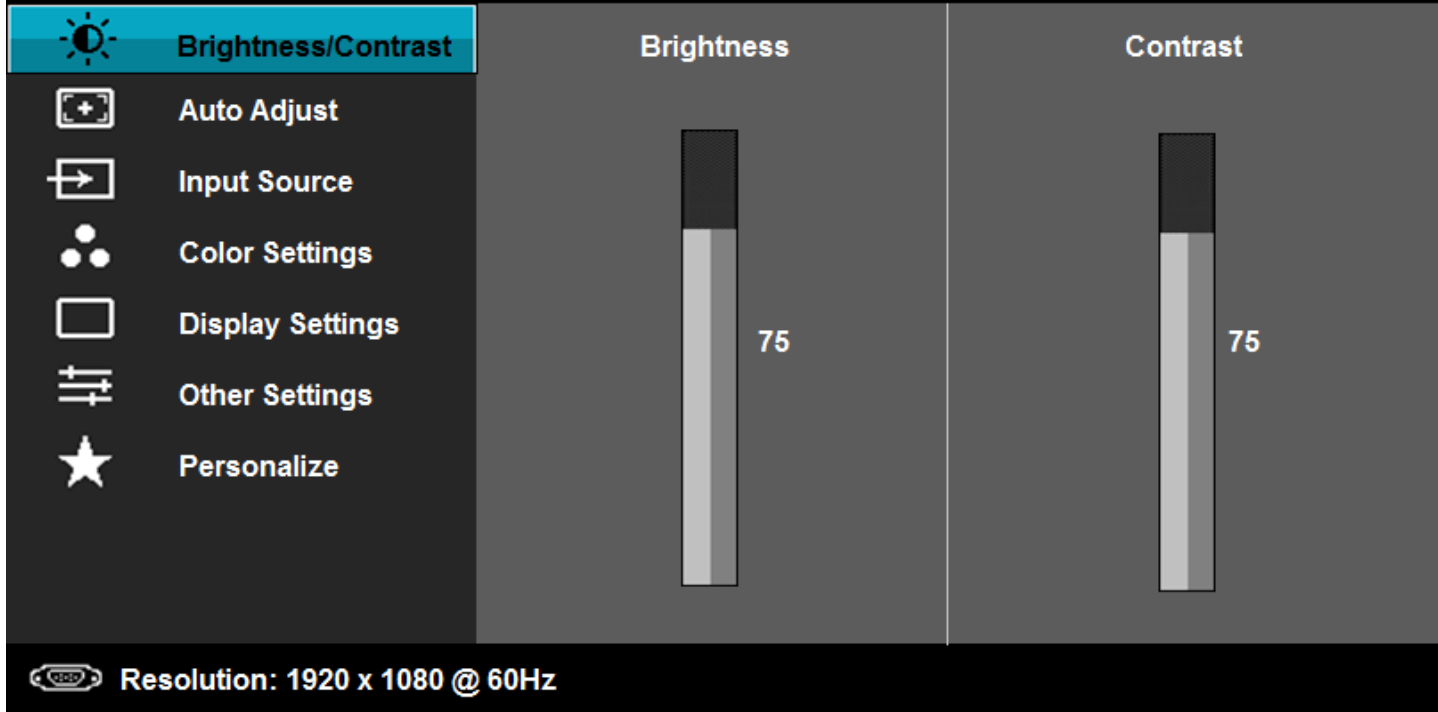 Brightness/Contrast
Auto Adjust
Input Source
Color Settings
Display Settings
Other Settings
Personalize
Brightness
75
Contrast
75
Resolution: 1920 x 1080 @ 60Hz